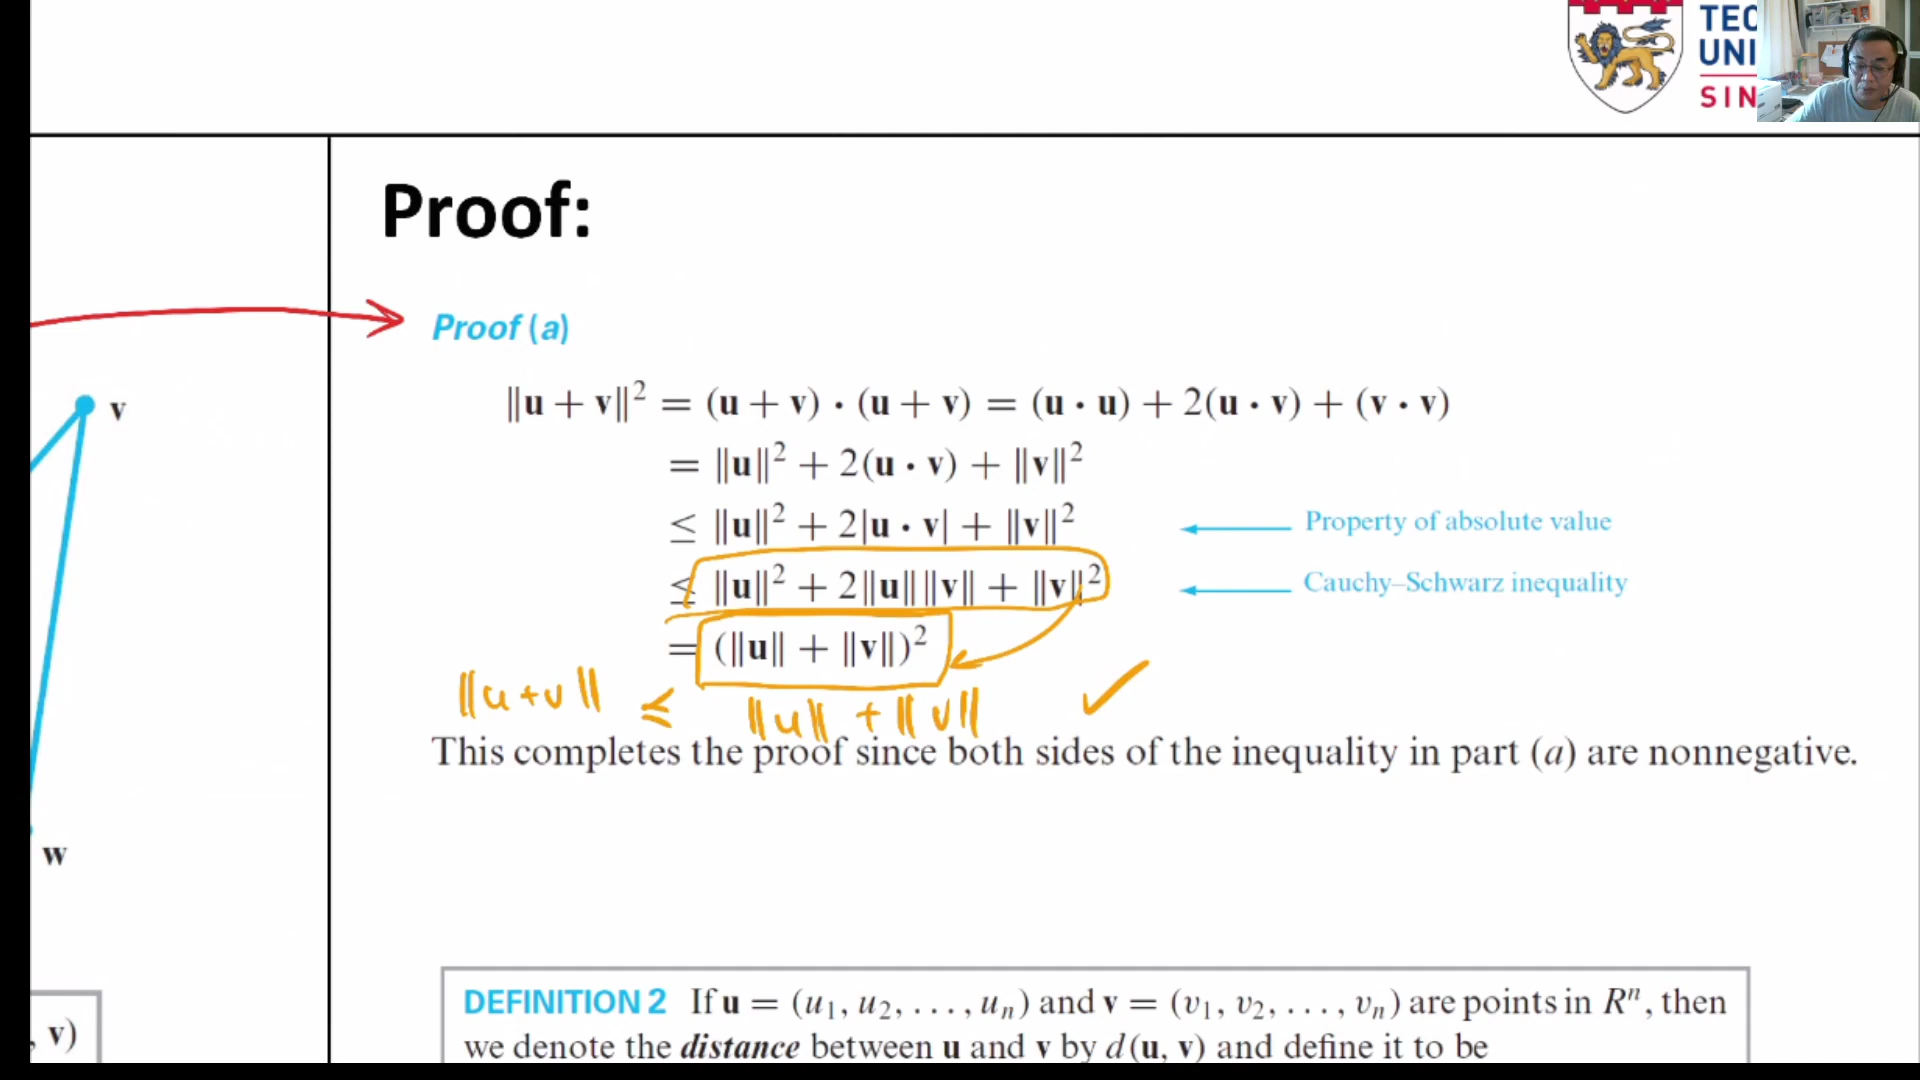 TEC
UNI
SIN
Proof:
Proof (a)
v
‖u + v‖² = (u + v) · (u + v) = (u · u) + 2(u · v) + (v · v)
= ‖u‖² + 2(u · v) + ‖v‖²
≤ ‖u‖² + 2|u · v| + ‖v‖² Property of absolute value
≤ ‖u‖² + 2‖u‖‖v‖ + ‖v‖² Cauchy–Schwarz inequality
= (‖u‖ + ‖v‖)²
‖u+v‖ ≤ ‖u‖ + ‖v‖ ✓
This completes the proof since both sides of the inequality in part (a) are nonnegative.
w
DEFINITION 2 If u = (u₁, u₂, . . . , uₙ) and v = (v₁, v₂, . . . , vₙ) are points in Rⁿ, then
, v) we denote the distance between u and v by d(u, v) and define it to be